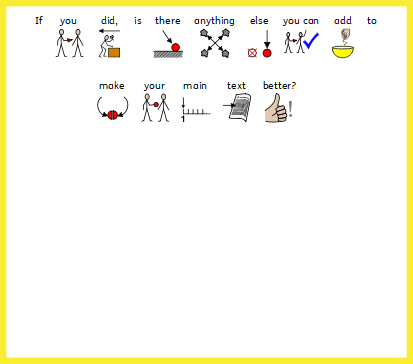 If you did, is there anything else you can add to
make your main text better?